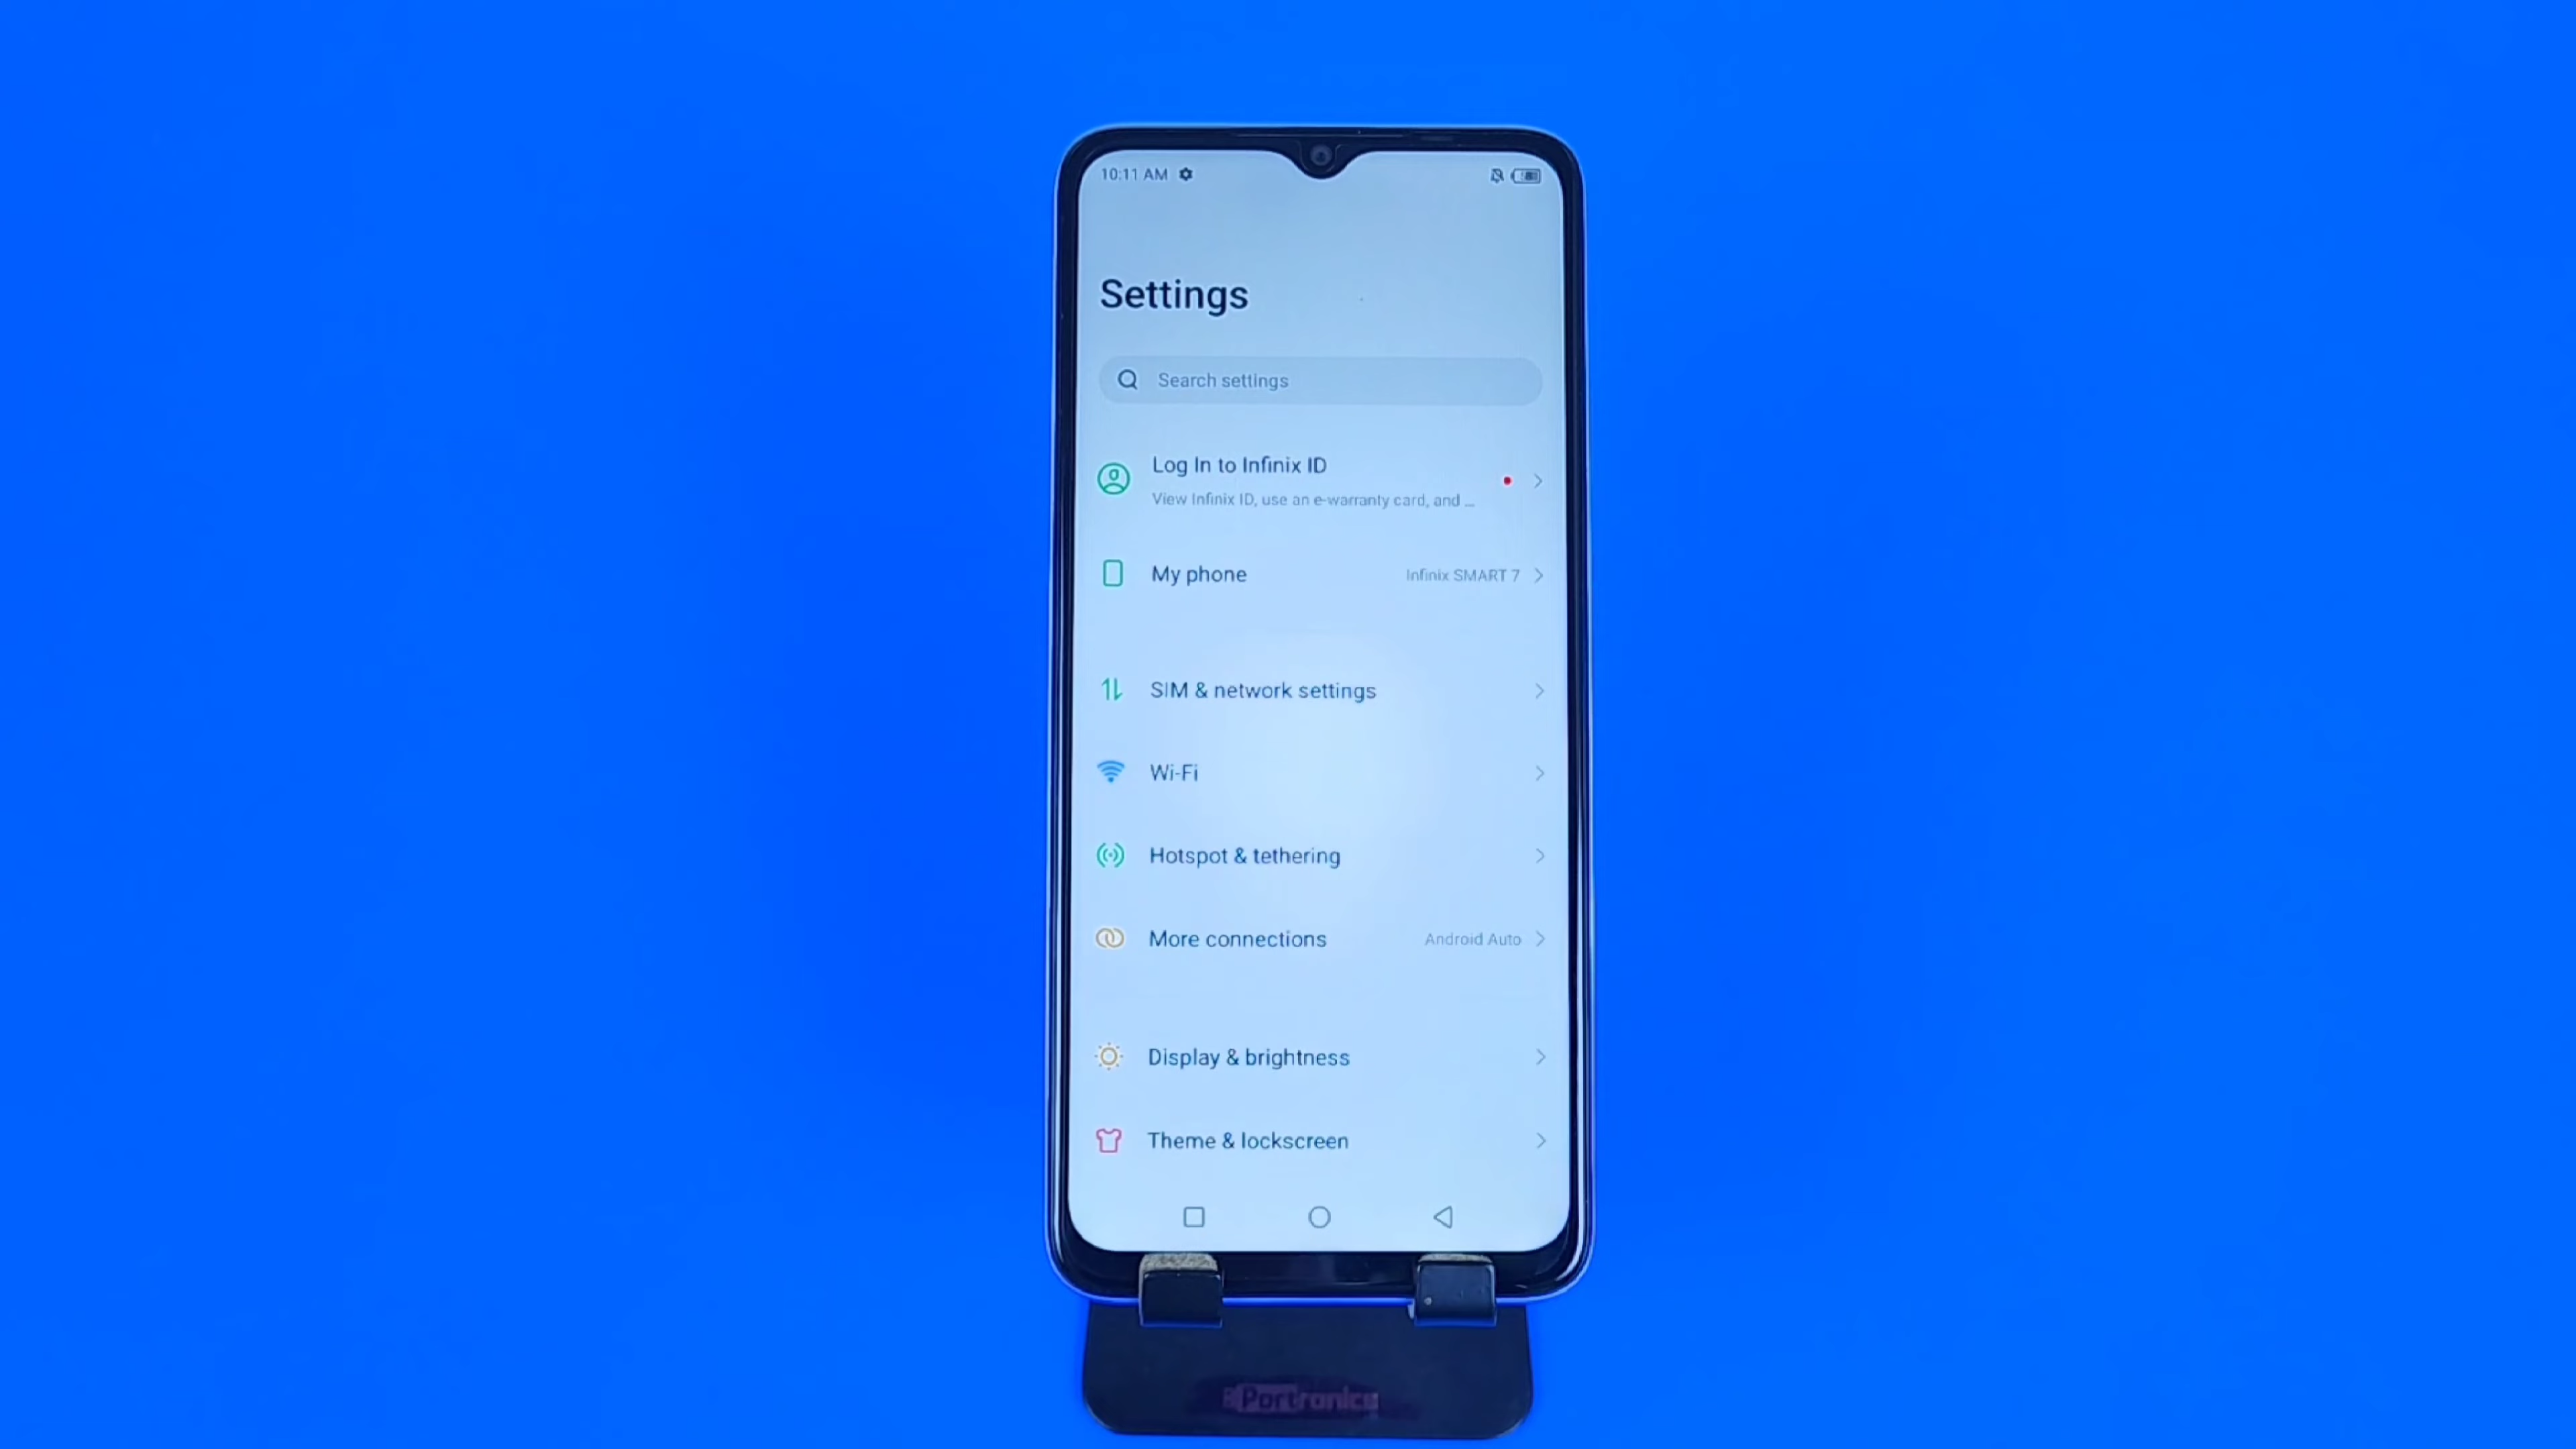 10:11 AM
Settings
Search settings
Log In to Infinix ID
View Infinix ID, use an e-warranty card, and ...
My phone
Infinix SMART 7
SIM & network settings
Wi-Fi
Hotspot & tethering
More connections
Android Auto
Display & brightness
Theme & lockscreen
Portronics